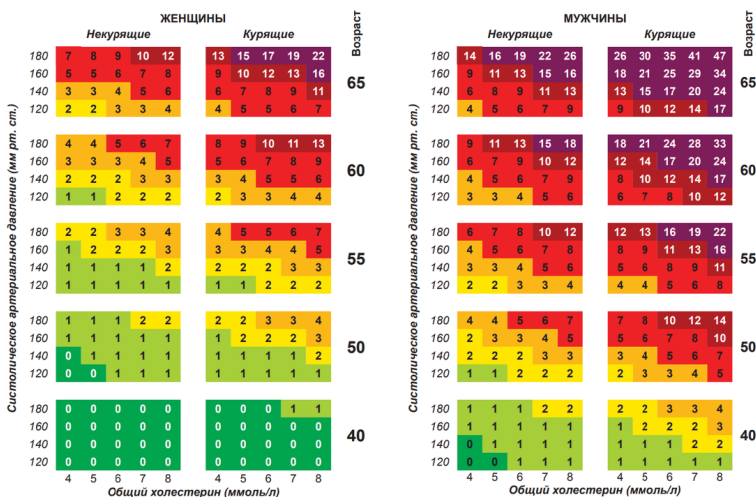 ЖЕНЩИНЫ МУЖЧИНЫ
Некурящие Курящие Возраст Некурящие Курящие Возраст
Систолическое артериальное давление (мм рт. ст.)
180 7 8 9 10 12 13 15 17 19 22
160 5 5 6 7 8 9 10 12 13 16
140 3 3 4 5 6 6 7 8 9 11
120 2 2 3 3 4 4 5 5 6 7
65
180 4 4 5 6 7 8 9 10 11 13
160 3 3 3 4 5 5 6 7 8 9
140 2 2 2 3 3 3 4 5 5 6
120 1 1 2 2 2 2 3 3 4 4
60
180 2 2 3 3 4 4 5 5 6 7
160 1 2 2 2 3 3 3 4 4 5
140 1 1 1 1 2 2 2 2 3 3
120 1 1 1 1 1 1 1 2 2 2
55
180 1 1 1 2 2 2 2 3 3 4
160 1 1 1 1 1 1 2 2 2 3
140 0 1 1 1 1 1 1 1 1 2
120 0 0 1 1 1 1 1 1 1 1
50
180 0 0 0 0 0 0 0 0 1 1
160 0 0 0 0 0 0 0 0 0 0
140 0 0 0 0 0 0 0 0 0 0
120 0 0 0 0 0 0 0 0 0 0
40
4 5 6 7 8 4 5 6 7 8
Общий холестерин (ммоль/л)
Систолическое артериальное давление (мм рт. ст.)
180 14 16 19 22 26 26 30 35 41 47
160 9 11 13 15 16 18 21 25 29 34
140 6 8 9 11 13 13 15 17 20 24
120 4 5 6 7 9 9 10 12 14 17
65
180 9 11 13 15 18 18 21 24 28 33
160 6 7 9 10 12 12 14 17 20 24
140 4 5 6 7 9 8 10 12 14 17
120 3 3 4 5 6 6 7 8 10 12
60
180 6 7 8 10 12 12 13 16 19 22
160 4 5 6 7 8 8 9 11 13 16
140 3 3 4 5 6 5 6 8 9 11
120 2 2 3 3 4 4 4 5 6 8
55
180 4 4 5 6 7 7 8 10 12 14
160 2 3 3 4 5 5 6 7 8 10
140 2 2 2 3 3 3 4 5 6 7
120 1 1 2 2 2 2 3 3 4 5
50
180 1 1 1 2 2 2 2 3 3 4
160 1 1 1 1 1 1 2 2 2 3
140 0 1 1 1 1 1 1 1 2 2
120 0 0 1 1 1 1 1 1 1 1
40
4 5 6 7 8 4 5 6 7 8
Общий холестерин (ммоль/л)